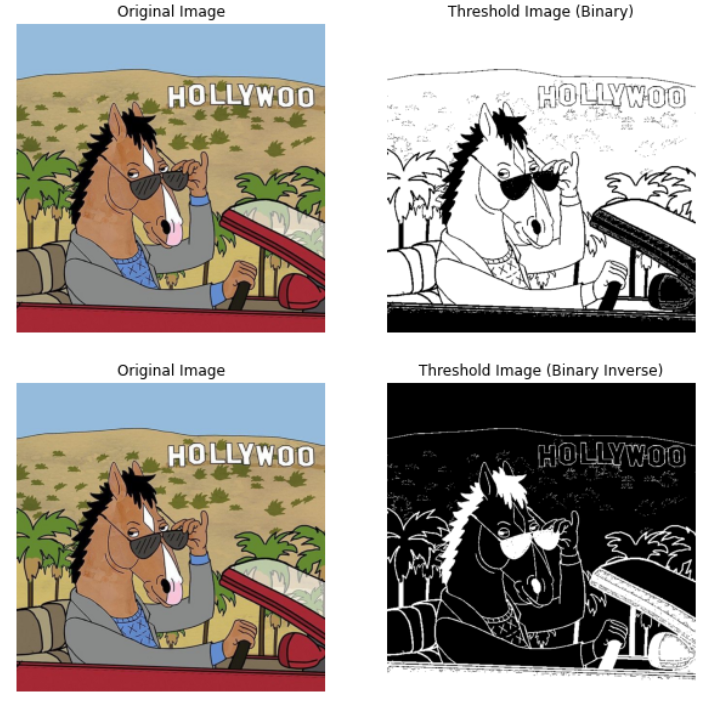 Original Image
Threshold Image (Binary)
HOLLYWOO
HOLLYWOO
Original Image
Threshold Image (Binary Inverse)
HOLLYWOO
HOLLYWOO